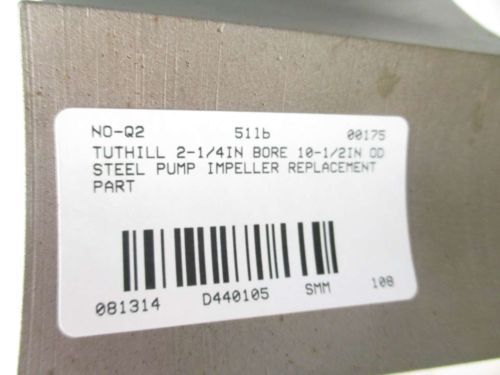 NO-Q2 51lb 00175
TUTHILL 2-1/4IN BORE 10-1/2IN OD
STEEL PUMP IMPELLER REPLACEMENT
PART
081314 D440105 SMM 108